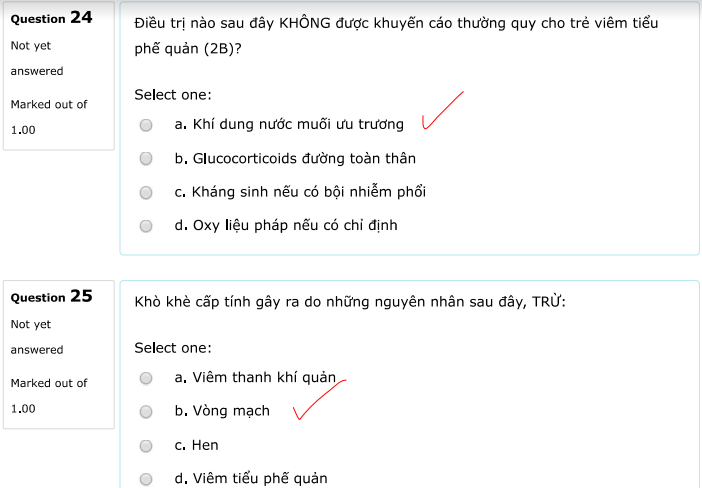 Question 24
Not yet
answered
Marked out of
1.00
Điều trị nào sau đây KHÔNG được khuyến cáo thường quy cho trẻ viêm tiểu
phế quản (2B)?
Select one:
a. Khí dung nước muối ưu trương
b. Glucocorticoids đường toàn thân
c. Kháng sinh nếu có bội nhiễm phổi
d. Oxy liệu pháp nếu có chỉ định
Question 25
Not yet
answered
Marked out of
1.00
Khò khè cấp tính gây ra do những nguyên nhân sau đây, TRỪ:
Select one:
a. Viêm thanh khí quản
b. Vòng mạch
c. Hen
d. Viêm tiểu phế quản